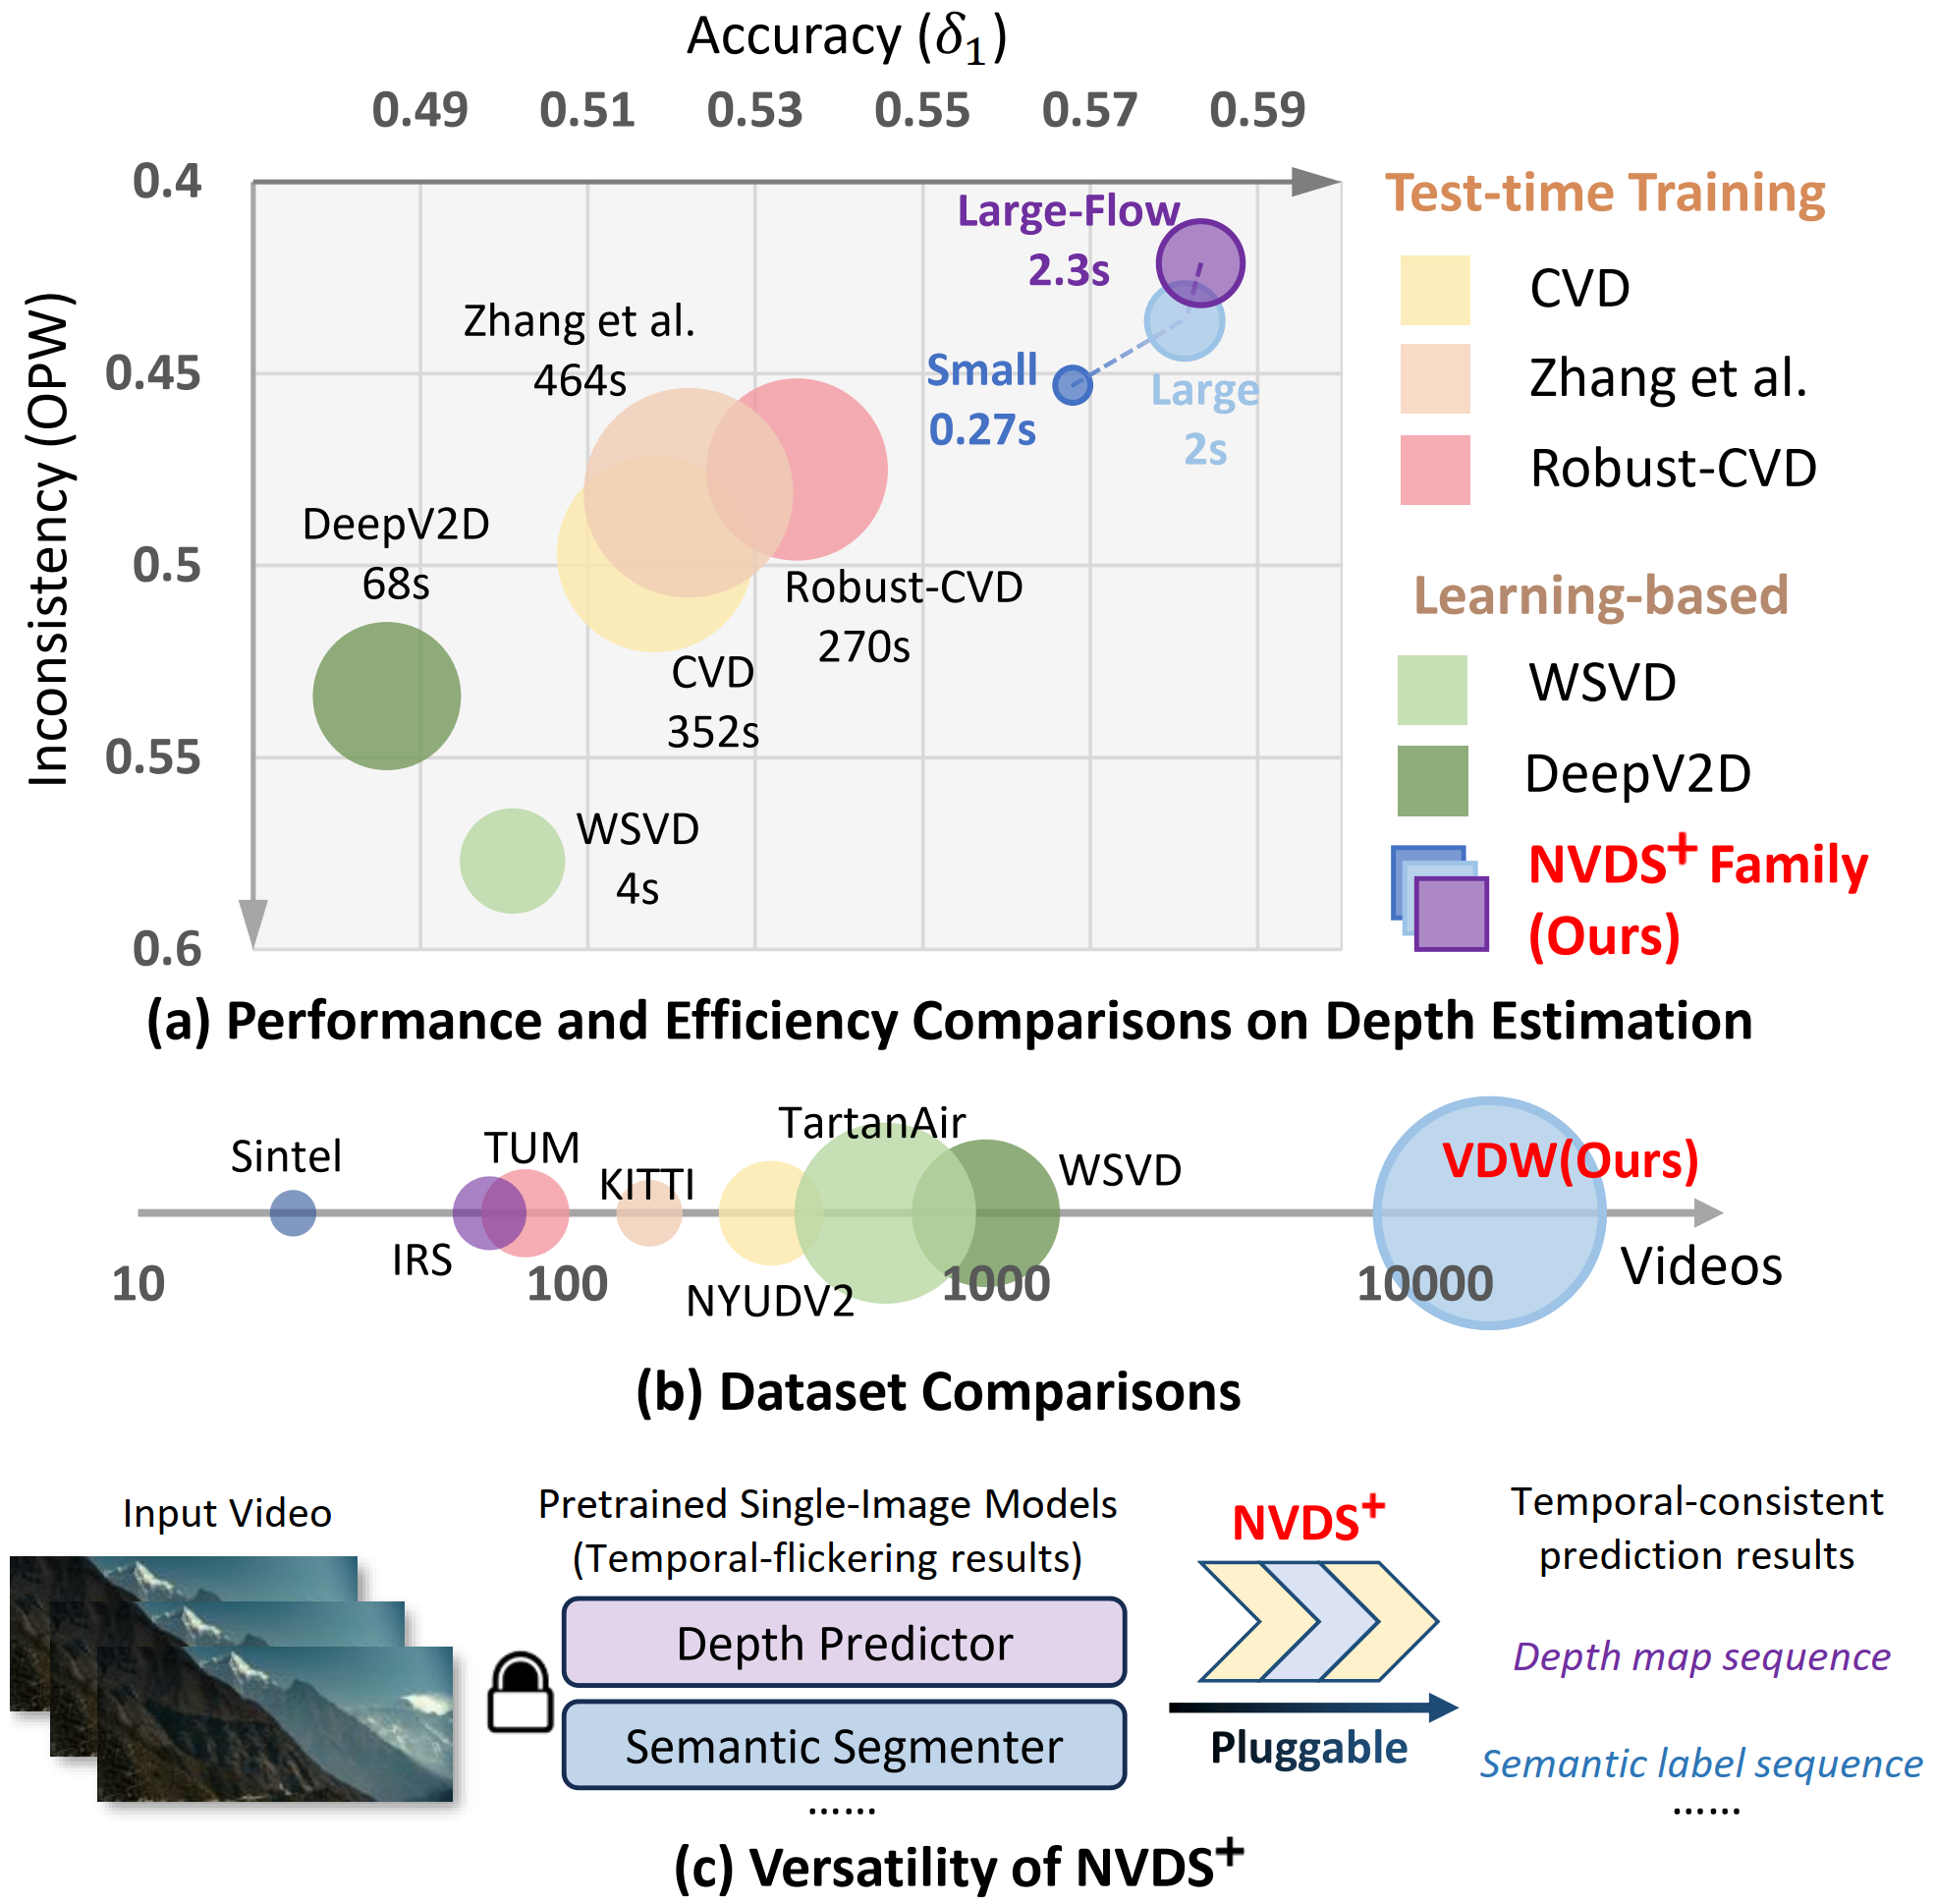 Accuracy (δ₁)
0.49 0.51 0.53 0.55 0.57 0.59
Inconsistency (OPW)
0.4
0.45
0.5
0.55
0.6
Large-Flow
2.3s
Zhang et al.
464s
Small
0.27s
Large
2s
DeepV2D
68s
Robust-CVD
270s
CVD
352s
WSVD
4s
Test-time Training
CVD
Zhang et al.
Robust-CVD
Learning-based
WSVD
DeepV2D
NVDS⁺ Family
(Ours)
(a) Performance and Efficiency Comparisons on Depth Estimation
Sintel
TUM
IRS
KITTI
NYUDV2
TartanAir
WSVD
VDW(Ours)
10 100 1000 10000
Videos
(b) Dataset Comparisons
Input Video
Pretrained Single-Image Models
(Temporal-flickering results)
Depth Predictor
Semantic Segmenter
......
NVDS⁺
Pluggable
Temporal-consistent
prediction results
Depth map sequence
Semantic label sequence
......
(c) Versatility of NVDS⁺